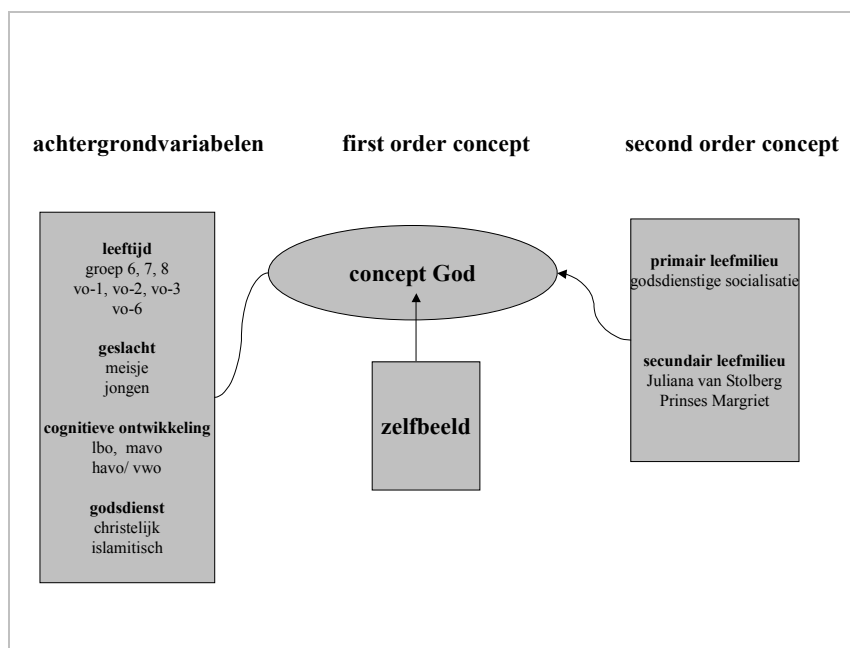 achtergrondvariabelen
first order concept
second order concept
leeftijd
groep 6, 7, 8
vo-1, vo-2, vo-3
vo-6
geslacht
meisje
jongen
cognitieve ontwikkeling
lbo, mavo
havo/ vwo
godsdienst
christelijk
islamitisch
concept God
zelfbeeld
primair leefmilieu
godsdienstige socialisatie
secundair leefmilieu
Juliana van Stolberg
Prinses Margriet